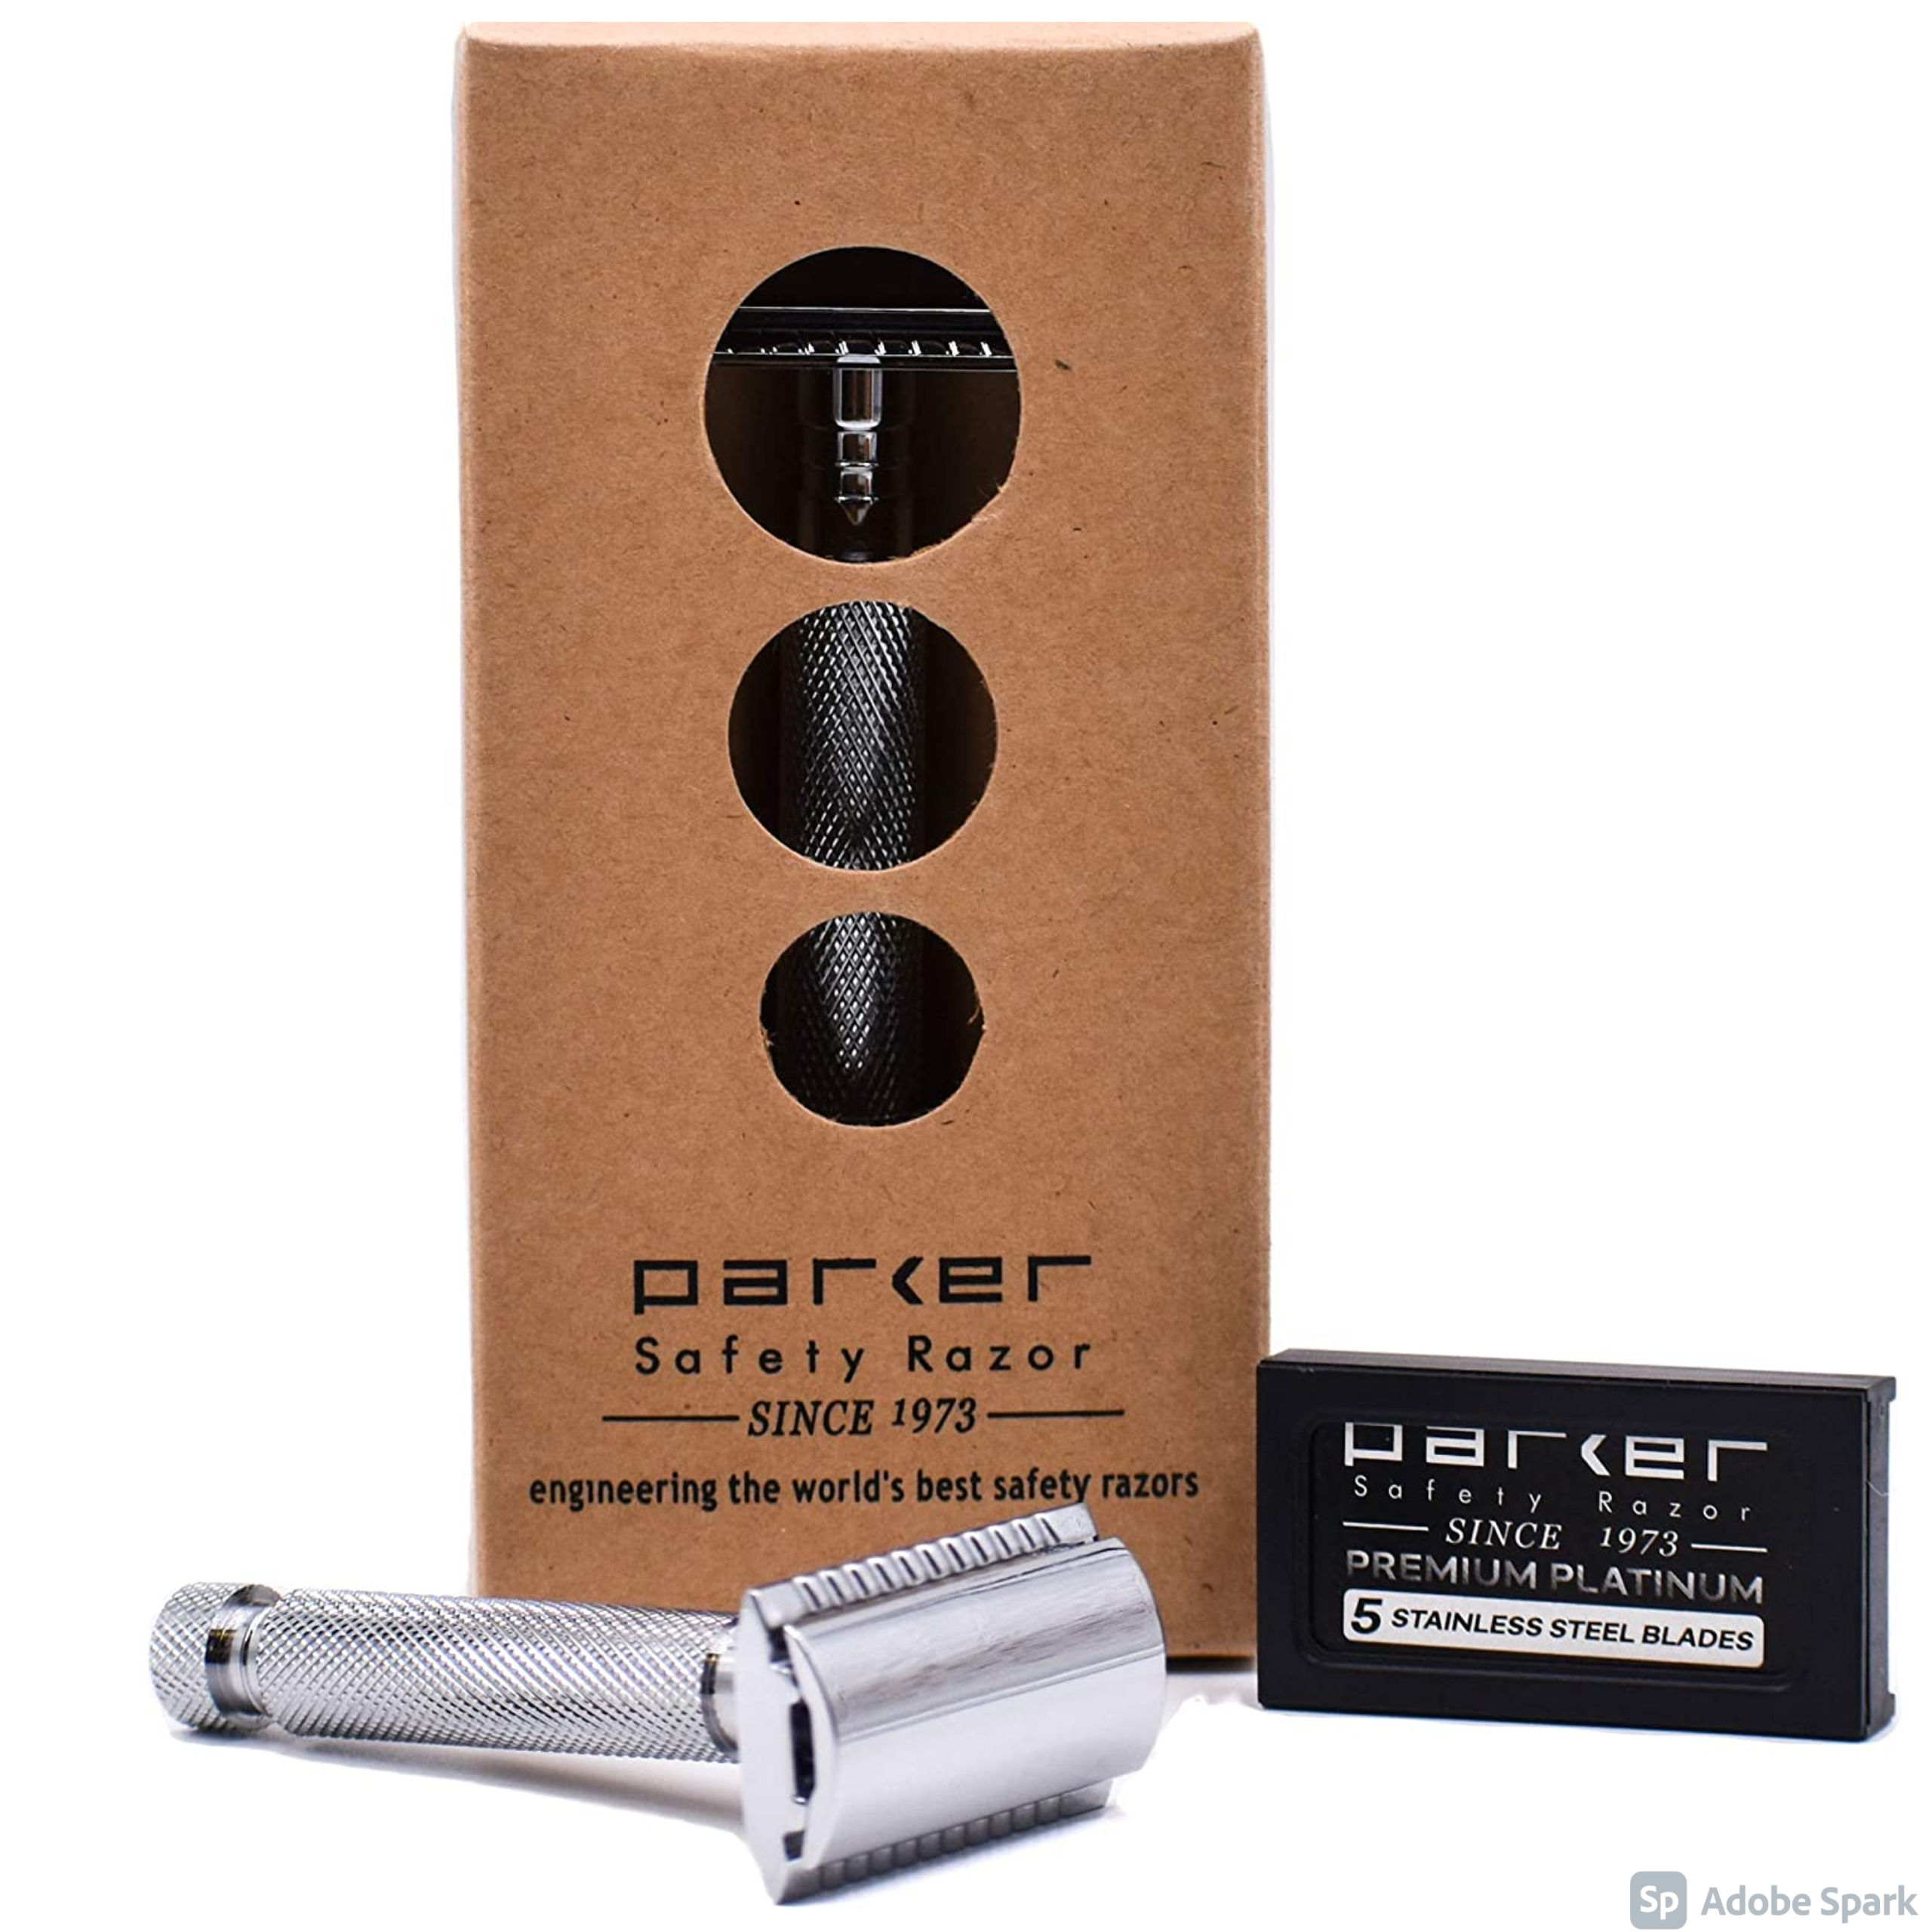 parker
Safety Razor
SINCE 1973
engineering the world's best safety razors
parker
Safety Razor
SINCE 1973
PREMIUM PLATINUM
5 STAINLESS STEEL BLADES
Sp Adobe Spark